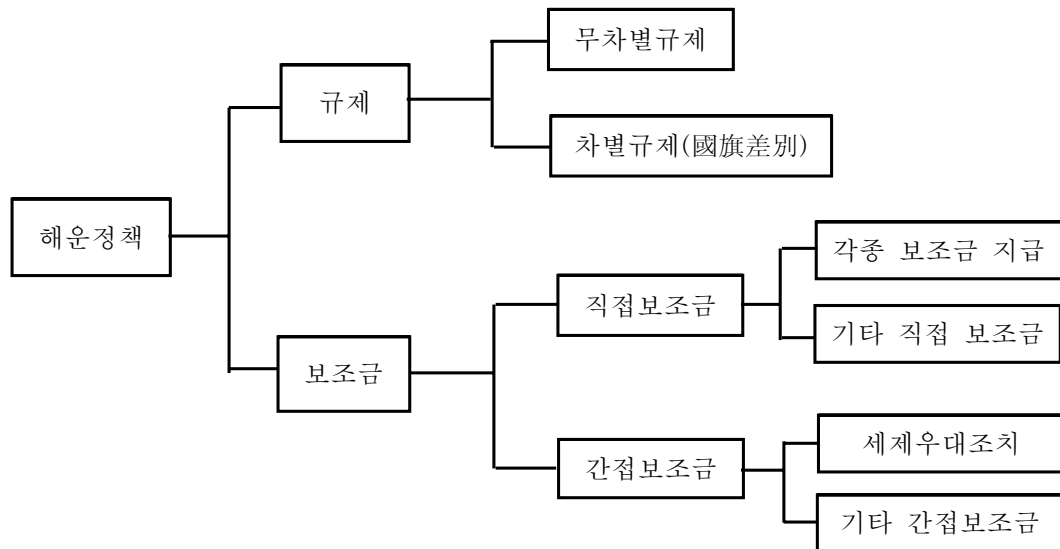 무차별규제
규제
차별규제(國旗差別)
해운정책
각종 보조금 지급
직접보조금
기타 직접 보조금
보조금
세제우대조치
간접보조금
기타 간접보조금